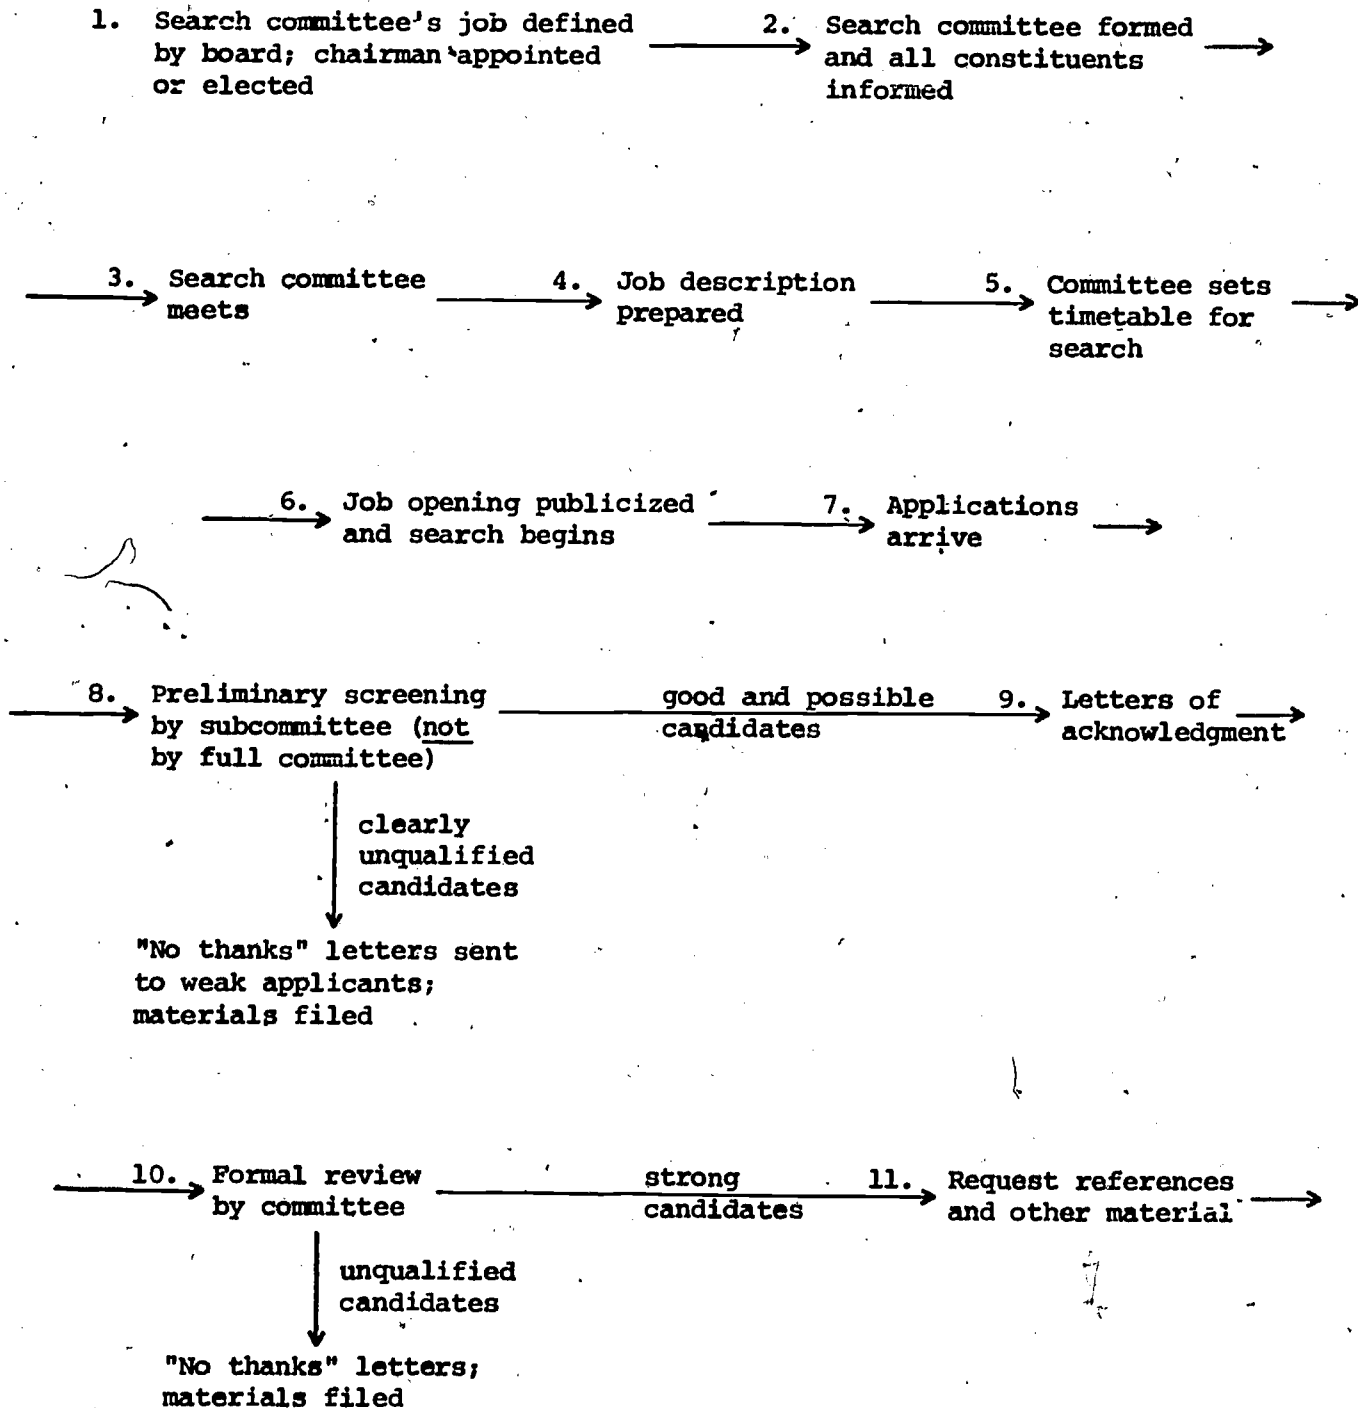 1. Search committee's job defined
by board; chairman appointed
or elected
2. Search committee formed
and all constituents
informed
3. Search committee
meets
4. Job description
prepared
5. Committee sets
timetable for
search
6. Job opening publicized
and search begins
7. Applications
arrive
8. Preliminary screening
by subcommittee (not
by full committee)
good and possible
candidates
9. Letters of
acknowledgment
clearly
unqualified
candidates
"No thanks" letters sent
to weak applicants;
materials filed
10. Formal review
by committee
strong
candidates
11. Request references
and other material
unqualified
candidates
"No thanks" letters;
materials filed